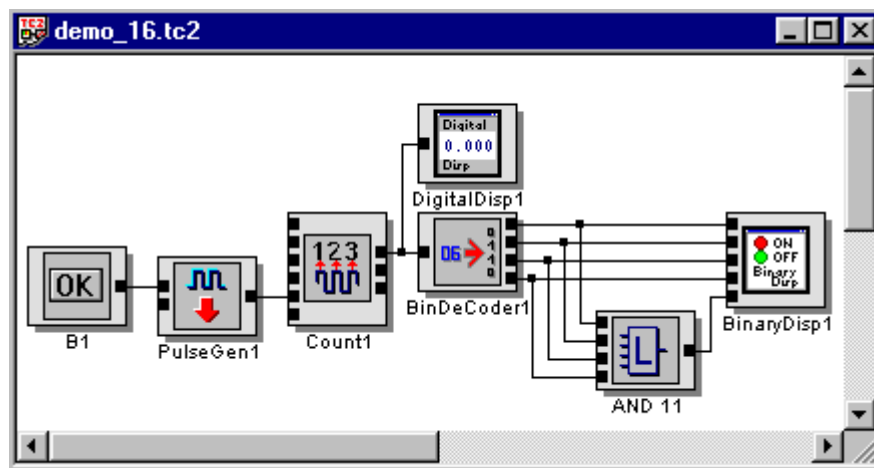 TC2
demo_16.tc2
Digital
0.000
Disp
DigitalDisp1
OK
B1
PulseGen1
123
Count1
06
0
1
1
0
BinDeCoder1
L
AND 11
ON
OFF
Binary
Disp
BinaryDisp1